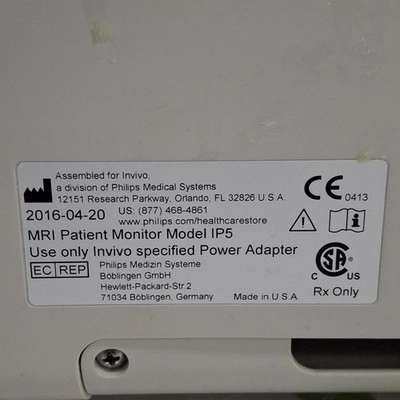 Assembled for Invivo,
a division of Philips Medical Systems
12151 Research Parkway, Orlando, FL 32826 U.S.A.
2016-04-20 US: (877) 468-4861
www.philips.com/healthcarestore
CE 0413
MRI Patient Monitor Model IP5
Use only Invivo specified Power Adapter
EC REP Philips Medizin Systeme
Böblingen GmbH
Hewlett-Packard-Str.2
71034 Böblingen, Germany
Made in U.S.A
C SA US
Rx Only